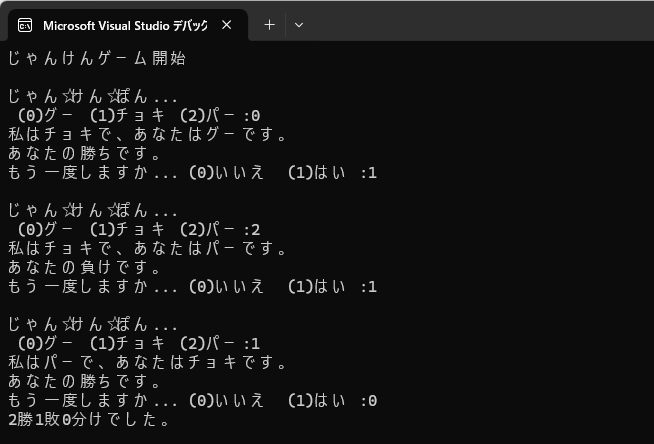 Microsoft Visual Studio デバッグ
じゃんけんゲーム開始
じゃん☆けん☆ぽん...
(0)グー (1)チョキ (2)パー:0
私はチョキで、あなたはグーです。
あなたの勝ちです。
もう一度しますか...(0)いいえ (1)はい :1
じゃん☆けん☆ぽん...
(0)グー (1)チョキ (2)パー:2
私はチョキで、あなたはパーです。
あなたの負けです。
もう一度しますか...(0)いいえ (1)はい :1
じゃん☆けん☆ぽん...
(0)グー (1)チョキ (2)パー:1
私はパーで、あなたはチョキです。
あなたの勝ちです。
もう一度しますか...(0)いいえ (1)はい :0
2勝1敗0分けでした。